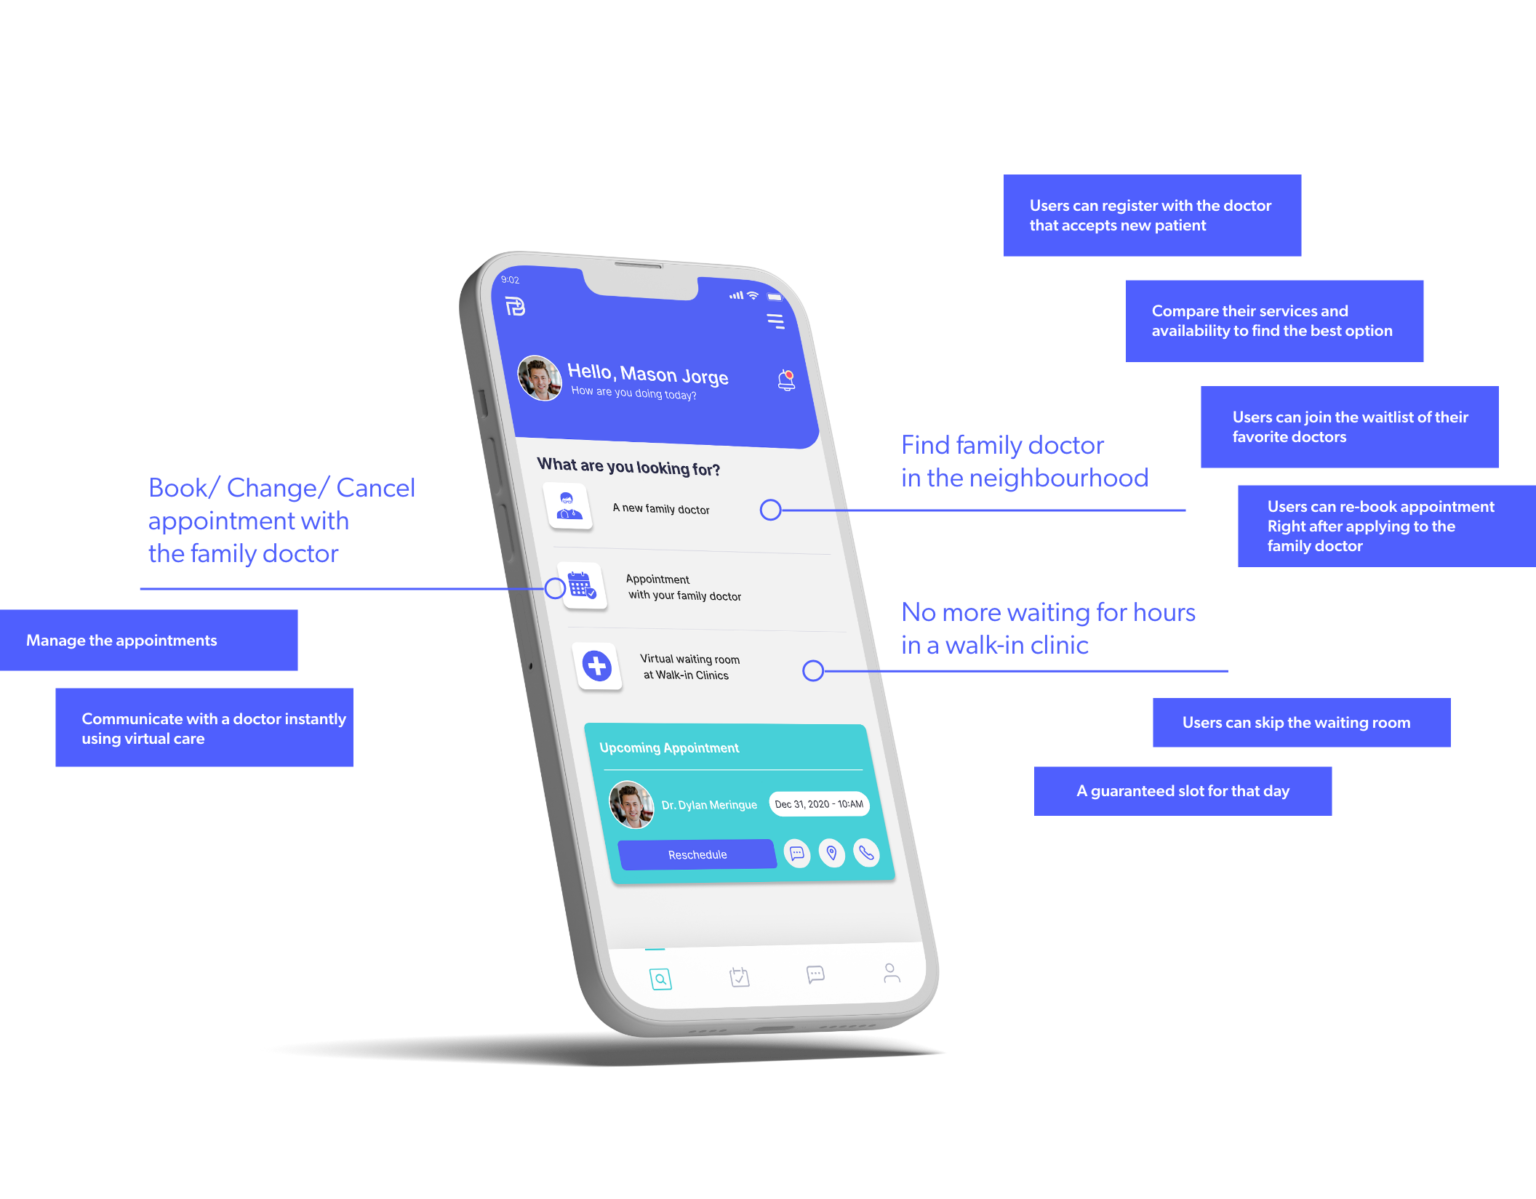 Users can register with the doctor
that accepts new patient
Compare their services and
availability to find the best option
Users can join the waitlist of their
favorite doctors
Users can re-book appointment
Right after applying to the
family doctor
Find family doctor
in the neighbourhood
No more waiting for hours
in a walk-in clinic
Users can skip the waiting room
A guaranteed slot for that day
Book/ Change/ Cancel
appointment with
the family doctor
Manage the appointments
Communicate with a doctor instantly
using virtual care
9:02
Hello, Mason Jorge
How are you doing today?
What are you looking for?
A new family doctor
Appointment
with your family doctor
Virtual waiting room
at Walk-in Clinics
Upcoming Appointment
Dr. Dylan Meringue
Dec 31, 2020 - 10:AM
Reschedule